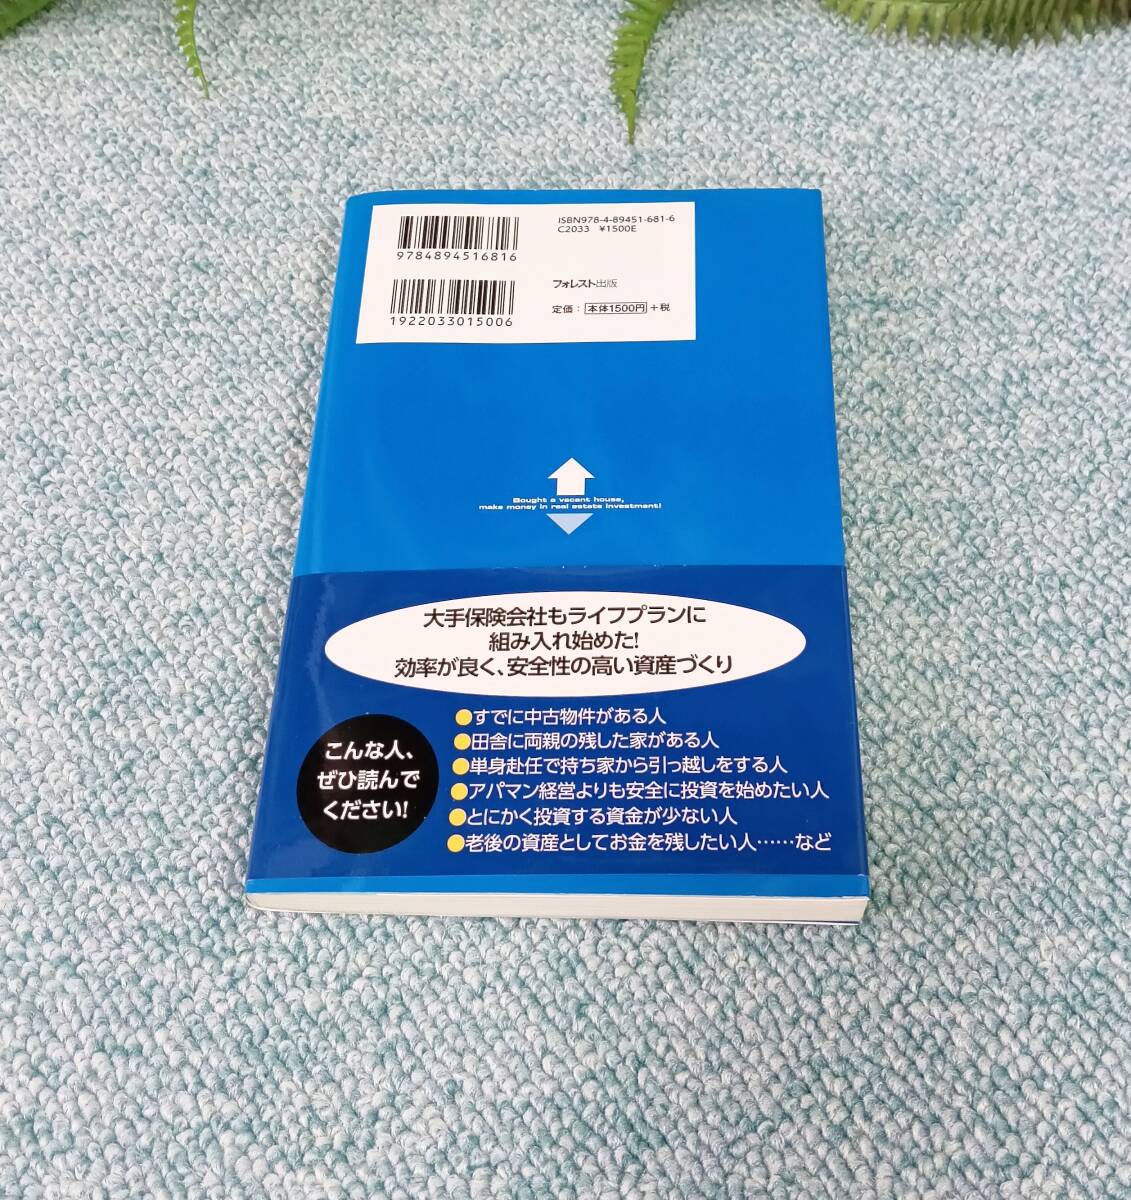 ISBN978-4-89451-681-6
C2033 ¥1500E
9784894516816
フォレスト出版
定価：本体1500円+税
1922033015006
Bought a vacant house,
make money in real estate investment!
大手保険会社もライフプランに
組み入れ始めた!
効率が良く、安全性の高い資産づくり
こんな人、
ぜひ読んで
ください!
●すでに中古物件がある人
●田舎に両親の残した家がある人
●単身赴任で持ち家から引っ越しをする人
●アパマン経営よりも安全に投資を始めたい人
●とにかく投資する資金が少ない人
●老後の資産としてお金を残したい人……など